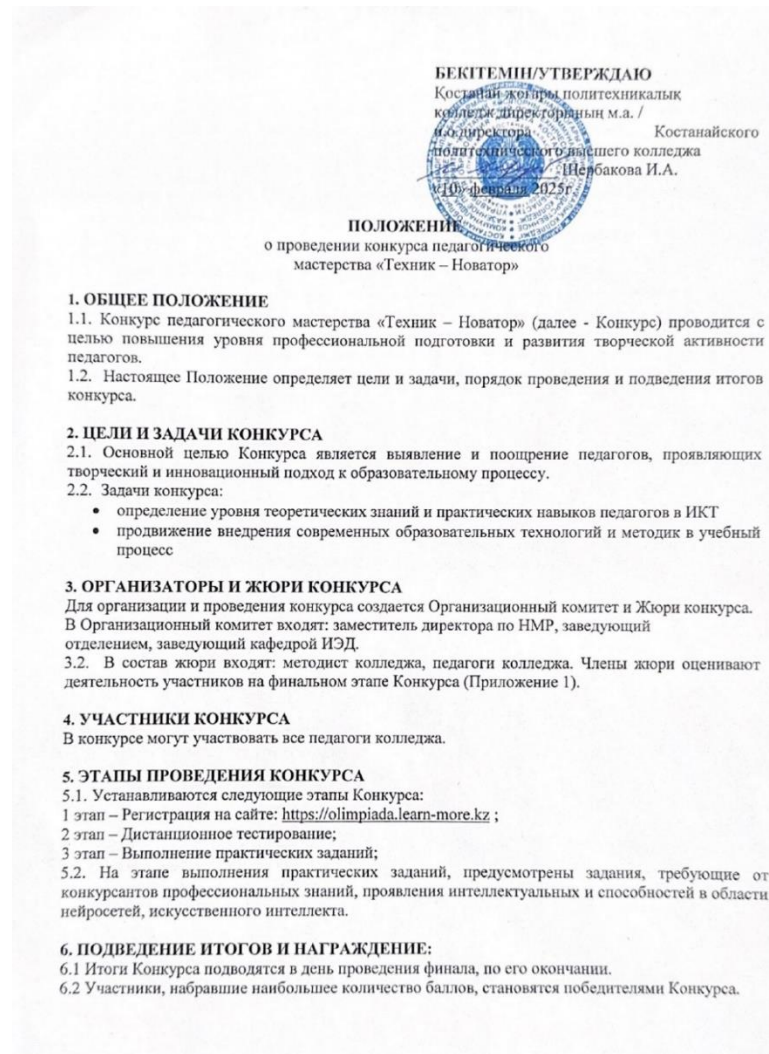 БЕКІТЕМІН/УТВЕРЖДАЮ
Қостанай жоғары политехникалық
колледж директорының м.а. /
и.о.директора Костанайского
политехнического высшего колледжа
Щербакова И.А.
«10» февраля 2025г.
ПОЛОЖЕНИЕ
о проведении конкурса педагогического
мастерства «Техник – Новатор»
1. ОБЩЕЕ ПОЛОЖЕНИЕ
1.1. Конкурс педагогического мастерства «Техник – Новатор» (далее - Конкурс) проводится с
целью повышения уровня профессиональной подготовки и развития творческой активности
педагогов.
1.2. Настоящее Положение определяет цели и задачи, порядок проведения и подведения итогов
конкурса.
2. ЦЕЛИ И ЗАДАЧИ КОНКУРСА
2.1. Основной целью Конкурса является выявление и поощрение педагогов, проявляющих
творческий и инновационный подход к образовательному процессу.
2.2. Задачи конкурса:
• определение уровня теоретических знаний и практических навыков педагогов в ИКТ
• продвижение внедрения современных образовательных технологий и методик в учебный
процесс
3. ОРГАНИЗАТОРЫ И ЖЮРИ КОНКУРСА
Для организации и проведения конкурса создается Организационный комитет и Жюри конкурса.
В Организационный комитет входят: заместитель директора по НМР, заведующий
отделением, заведующий кафедрой ИЭД.
3.2. В состав жюри входят: методист колледжа, педагоги колледжа. Члены жюри оценивают
деятельность участников на финальном этапе Конкурса (Приложение 1).
4. УЧАСТНИКИ КОНКУРСА
В конкурсе могут участвовать все педагоги колледжа.
5. ЭТАПЫ ПРОВЕДЕНИЯ КОНКУРСА
5.1. Устанавливаются следующие этапы Конкурса:
1 этап – Регистрация на сайте: https://olimpiada.learn-more.kz ;
2 этап – Дистанционное тестирование;
3 этап – Выполнение практических заданий;
5.2. На этапе выполнения практических заданий, предусмотрены задания, требующие от
конкурсантов профессиональных знаний, проявления интеллектуальных и способностей в области
нейросетей, искусственного интеллекта.
6. ПОДВЕДЕНИЕ ИТОГОВ И НАГРАЖДЕНИЕ:
6.1 Итоги Конкурса подводятся в день проведения финала, по его окончании.
6.2 Участники, набравшие наибольшее количество баллов, становятся победителями Конкурса.